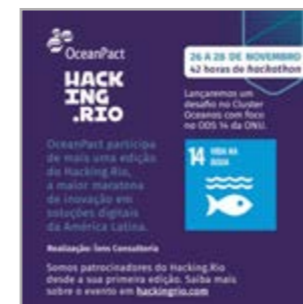 OceanPact
HACK
ING
.RIO
OceanPact participa
de mais uma edição
do Hacking.Rio,
a maior maratona
de inovação em
soluções digitais
da América Latina.
26 A 28 DE NOVEMBRO
42 horas de hackathon
Lançaremos um
desafio no Cluster
Oceanos com foco
no ODS 14 da ONU.
14 VIDA NA
ÁGUA
Realização: Îons Consultoria
Somos patrocinadores do Hacking.Rio
desde a sua primeira edição. Saiba mais
sobre o evento em hackingrio.com